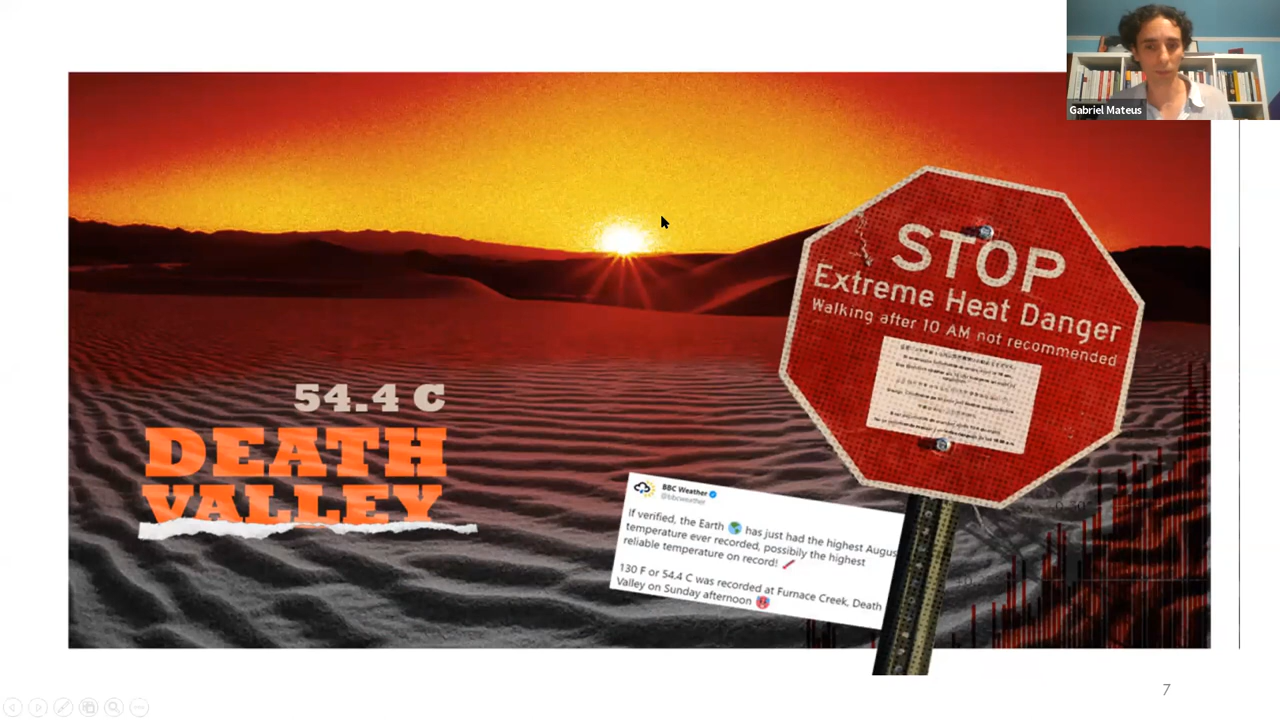 Gabriel Mateus
STOP
Extreme Heat Danger
Walking after 10 AM not recommended
54.4 C
DEATH
VALLEY
BBC Weather
@bbcweather
If verified, the Earth has just had the highest Augus
temperature ever recorded, possibily the highest
reliable temperature on record!
130 F or 54.4 C was recorded at Furnace Creek, Death
Valley on Sunday afternoon
7